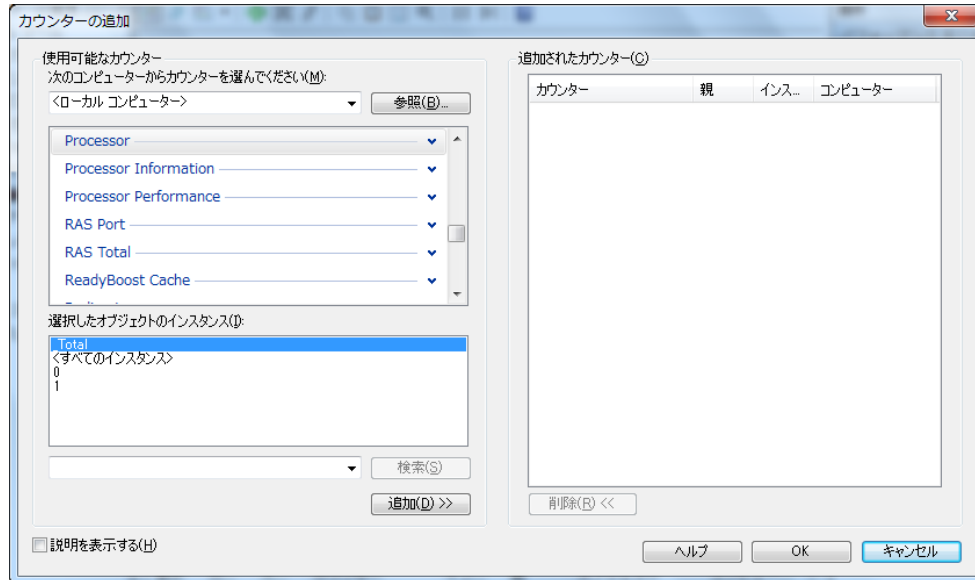 カウンターの追加
使用可能なカウンター
次のコンピューターからカウンターを選んでください(M):
<ローカル コンピューター>
参照(B)...
Processor
Processor Information
Processor Performance
RAS Port
RAS Total
ReadyBoost Cache
選択したオブジェクトのインスタンス(I):
_Total
<すべてのインスタンス>
0
1
検索(S)
追加(D) >>
説明を表示する(H)
追加されたカウンター(C)
カウンター 親 インス... コンピューター
削除(R) <<
ヘルプ OK キャンセル